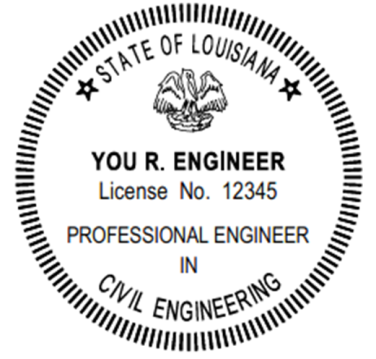 STATE OF LOUISIANA
YOU R. ENGINEER
License No. 12345
PROFESSIONAL ENGINEER
IN
CIVIL ENGINEERING